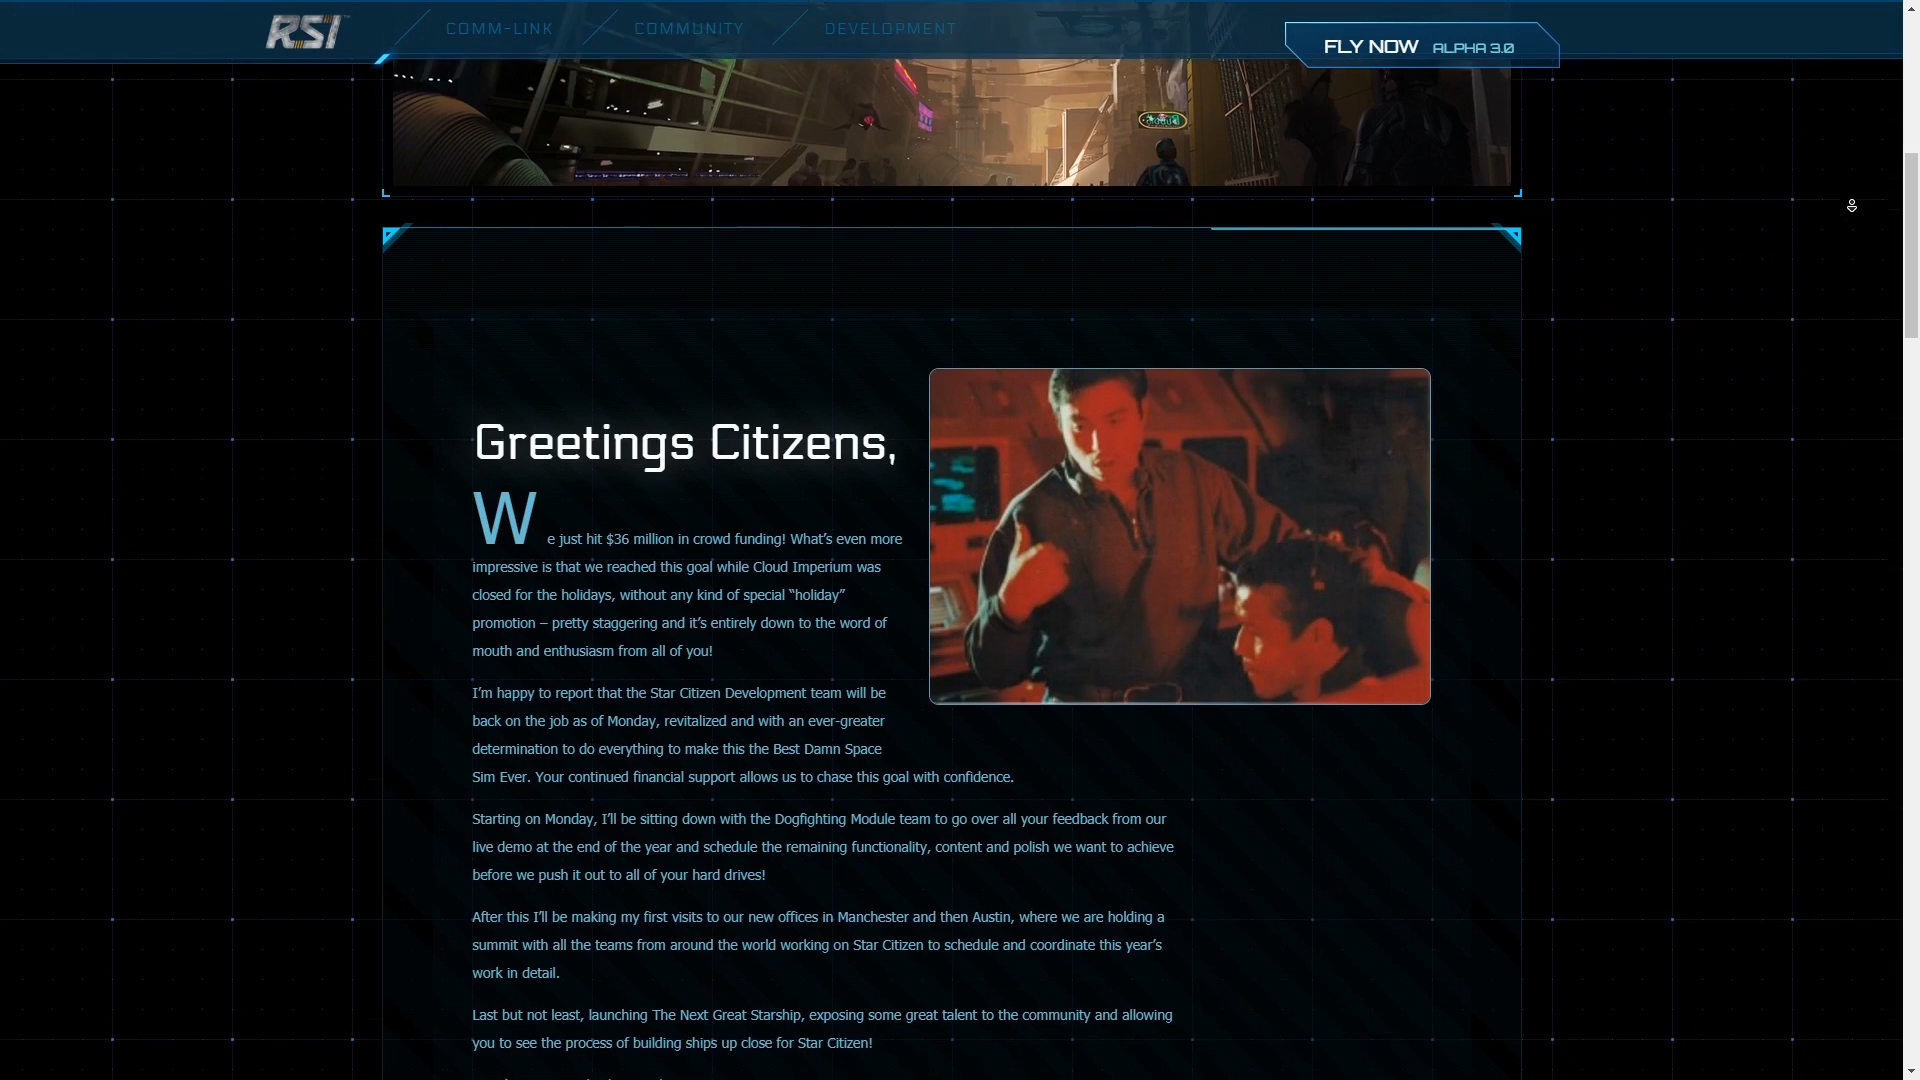 RSI
COMM-LINK
COMMUNITY
DEVELOPMENT
FLY NOW ALPHA 3.0
Greetings Citizens,
We just hit $36 million in crowd funding! What’s even more
impressive is that we reached this goal while Cloud Imperium was
closed for the holidays, without any kind of special “holiday”
promotion – pretty staggering and it’s entirely down to the word of
mouth and enthusiasm from all of you!
I’m happy to report that the Star Citizen Development team will be
back on the job as of Monday, revitalized and with an ever-greater
determination to do everything to make this the Best Damn Space
Sim Ever. Your continued financial support allows us to chase this goal with confidence.
Starting on Monday, I’ll be sitting down with the Dogfighting Module team to go over all your feedback from our
live demo at the end of the year and schedule the remaining functionality, content and polish we want to achieve
before we push it out to all of your hard drives!
After this I’ll be making my first visits to our new offices in Manchester and then Austin, where we are holding a
summit with all the teams from around the world working on Star Citizen to schedule and coordinate this year’s
work in detail.
Last but not least, launching The Next Great Starship, exposing some great talent to the community and allowing
you to see the process of building ships up close for Star Citizen!